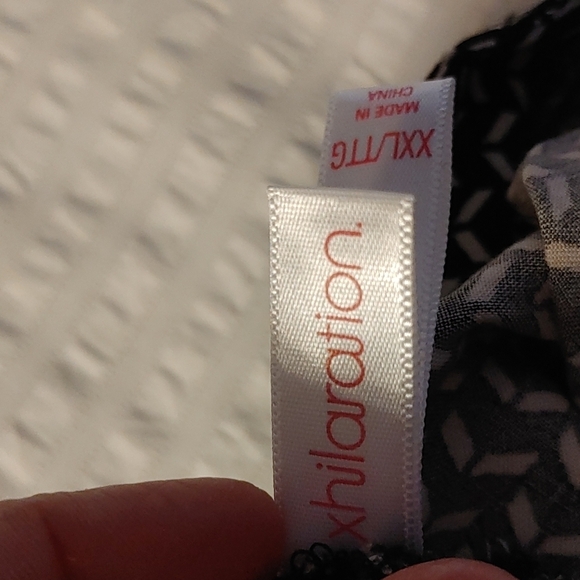 xhilaration.
XXL/TTG
MADE IN
CHINA